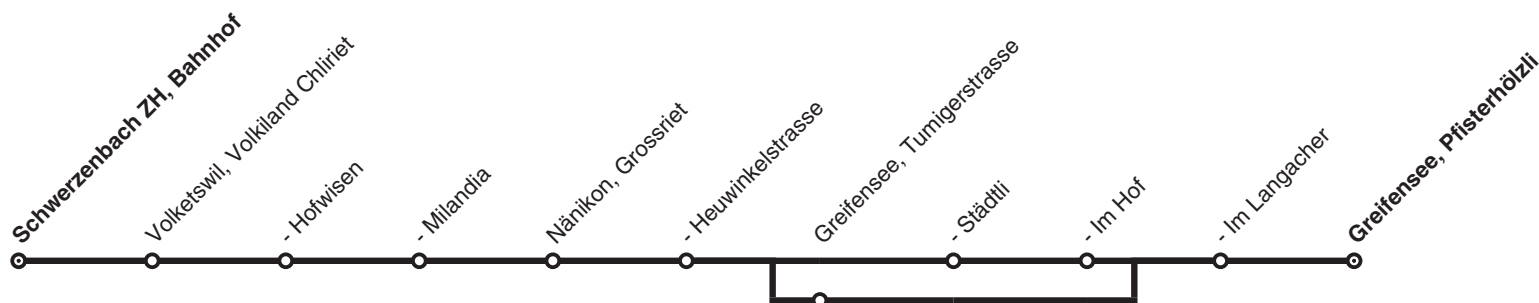 Schwerzenbach ZH, Bahnhof
Volketswil, Volkiland Chliriet
- Hofwisen
- Milandia
Nänikon, Grossriet
- Heuwinkelstrasse
Greifensee, Tumigerstrasse
- Städtli
- Im Hof
- Im Langacher
Greifensee, Pfisterhölzli